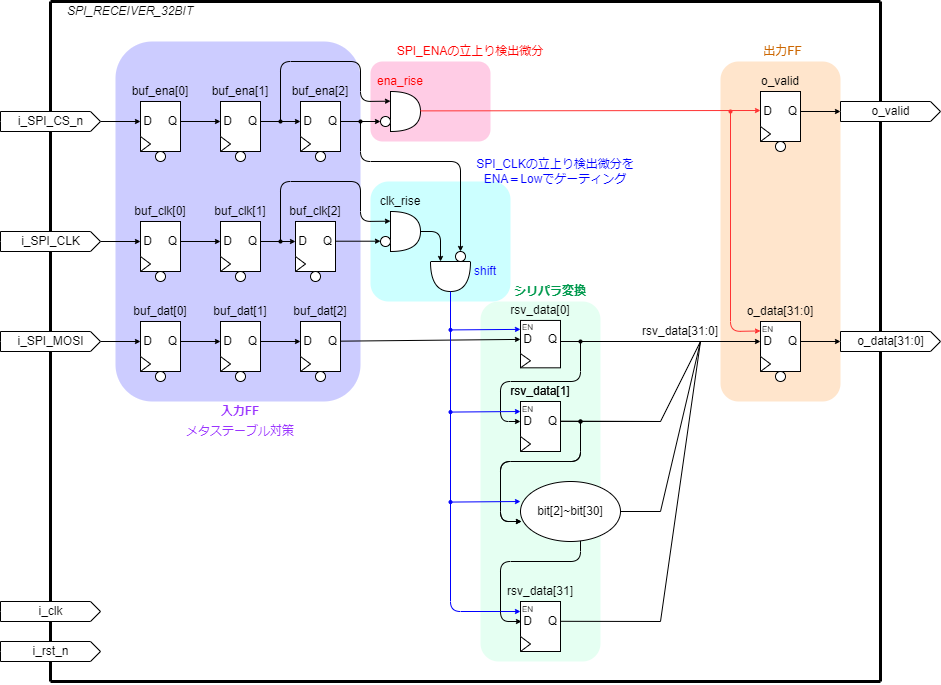 SPI_RECEIVER_32BIT
SPI_ENAの立上り検出微分
出力FF
buf_ena[0]
buf_ena[1]
buf_ena[2]
ena_rise
o_valid
i_SPI_CS_n
D Q
D Q
D Q
D Q
o_valid
SPI_CLKの立上り検出微分を
ENA＝Lowでゲーティング
buf_clk[0]
buf_clk[1]
buf_clk[2]
clk_rise
i_SPI_CLK
D Q
D Q
D Q
shift
シリパラ変換
buf_dat[0]
buf_dat[1]
buf_dat[2]
rsv_data[0]
o_data[31:0]
i_SPI_MOSI
D Q
D Q
D Q
EN
D Q
rsv_data[31:0]
EN
D Q
o_data[31:0]
rsv_data[1]
入力FF
メタステーブル対策
EN
D Q
bit[2]~bit[30]
rsv_data[31]
EN
D Q
i_clk
i_rst_n